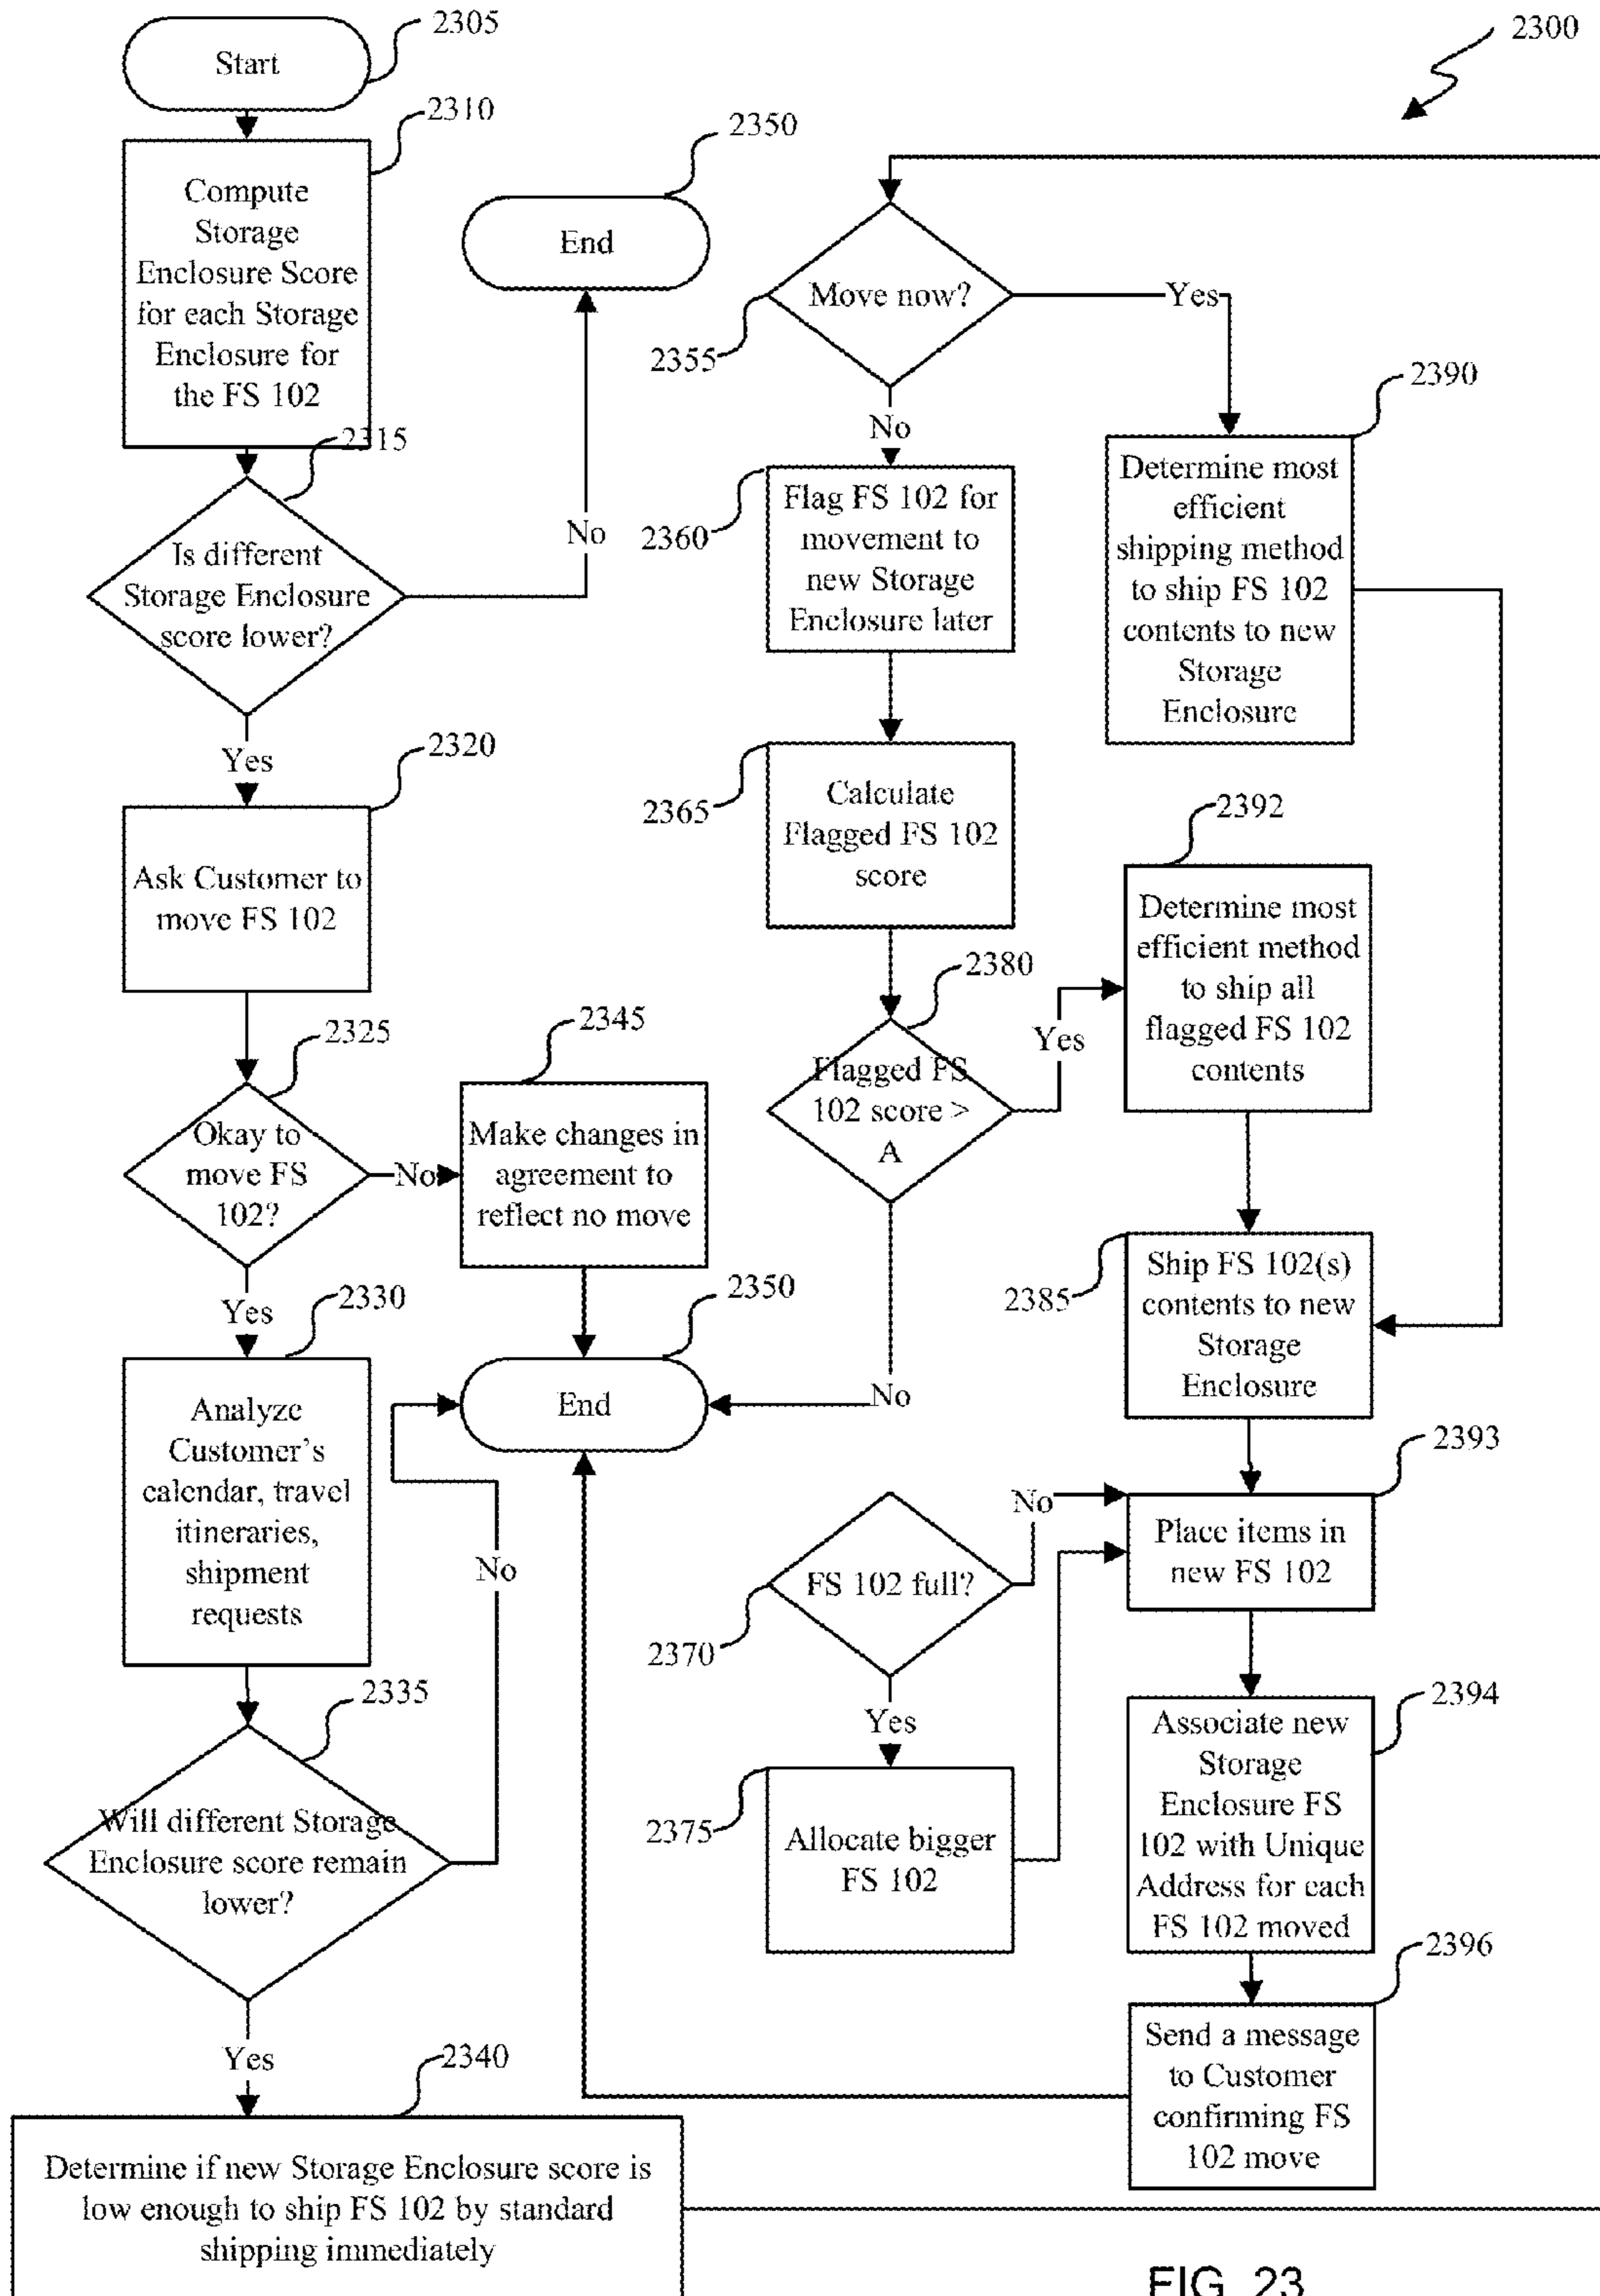 2305
Start
2310
Compute
Storage
Enclosure Score
for each Storage
Enclosure for
the FS 102
2315
Is different
Storage Enclosure
score lower?
No
2350
End
Yes
2320
Ask Customer to
move FS 102
2325
Okay to
move FS
102?
No
2345
Make changes in
agreement to
reflect no move
2350
End
Yes
2330
Analyze
Customer's
calendar, travel
itineraries,
shipment
requests
2335
Will different Storage
Enclosure score remain
lower?
No
Yes
2340
Determine if new Storage Enclosure score is
low enough to ship FS 102 by standard
shipping immediately
2300
Move now?
2355
Yes
No
2360
Flag FS 102 for
movement to
new Storage
Enclosure later
2365
Calculate
Flagged FS 102
score
2380
Flagged FS
102 score >
A
Yes
No
2390
Determine most
efficient
shipping method
to ship FS 102
contents to new
Storage
Enclosure
2392
Determine most
efficient method
to ship all
flagged FS 102
contents
2385
Ship FS 102(s)
contents to new
Storage
Enclosure
2370
FS 102 full?
No
Yes
2375
Allocate bigger
FS 102
2393
Place items in
new FS 102
2394
Associate new
Storage
Enclosure FS
102 with Unique
Address for each
FS 102 moved
2396
Send a message
to Customer
confirming FS
102 move
FIG. 23